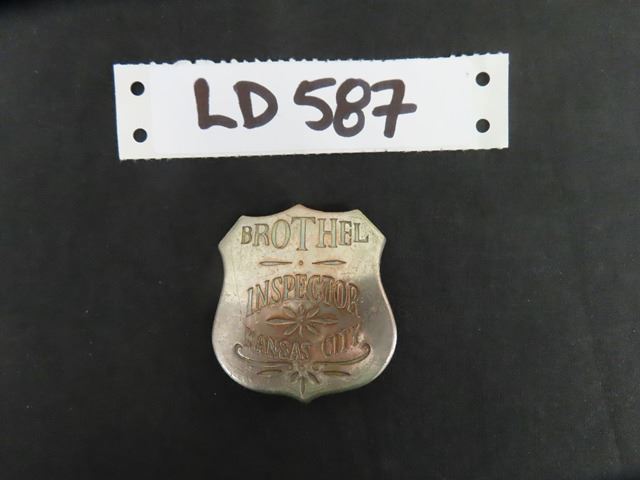 LD 587
BROTHEL
INSPECTOR
KANSAS CITY